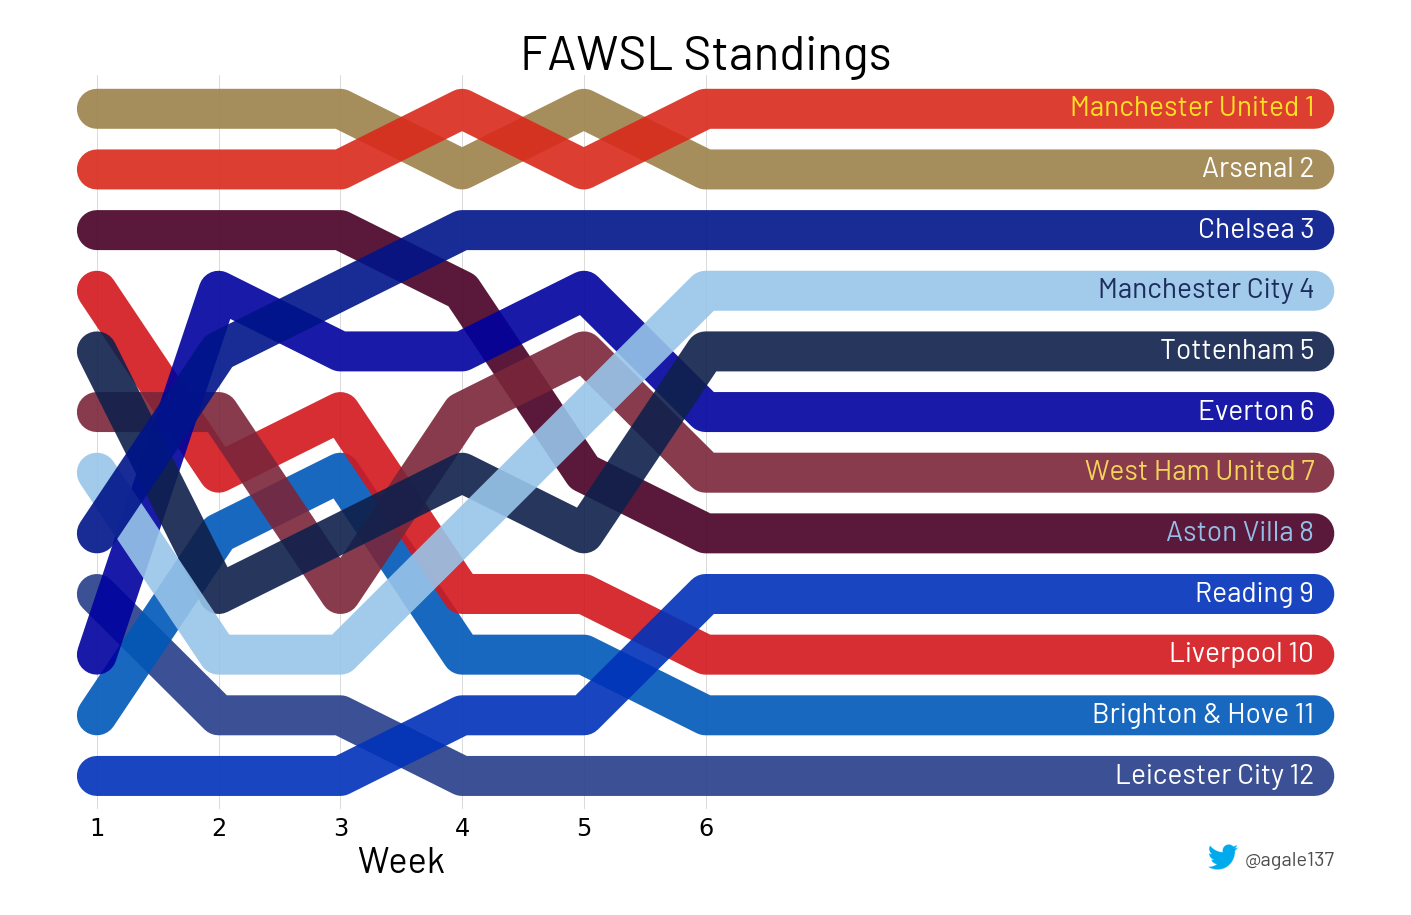 FAWSL Standings
Manchester United 1
Arsenal 2
Chelsea 3
Manchester City 4
Tottenham 5
Everton 6
West Ham United 7
Aston Villa 8
Reading 9
Liverpool 10
Brighton & Hove 11
Leicester City 12
1 2 3 4 5 6
Week
@agale137